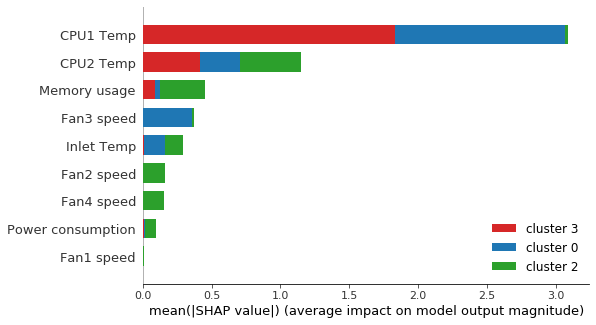 CPU1 Temp
CPU2 Temp
Memory usage
Fan3 speed
Inlet Temp
Fan2 speed
Fan4 speed
Power consumption
Fan1 speed
cluster 3
cluster 0
cluster 2
0.0 0.5 1.0 1.5 2.0 2.5 3.0
mean(|SHAP value|) (average impact on model output magnitude)